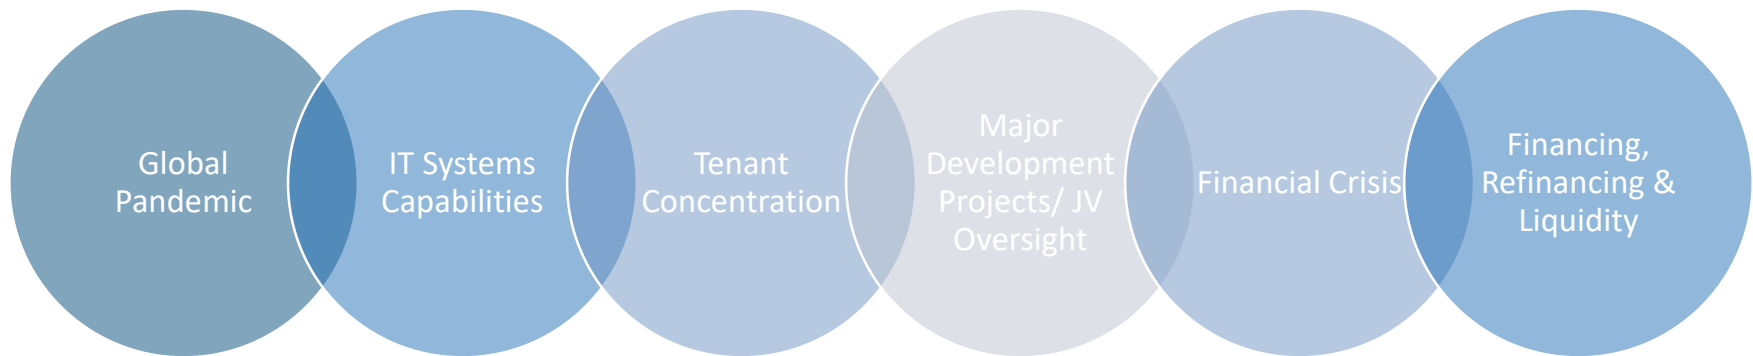 Global
Pandemic
IT Systems
Capabilities
Tenant
Concentration
Major
Development
Projects/ JV
Oversight
Financial Crisis
Financing,
Refinancing &
Liquidity